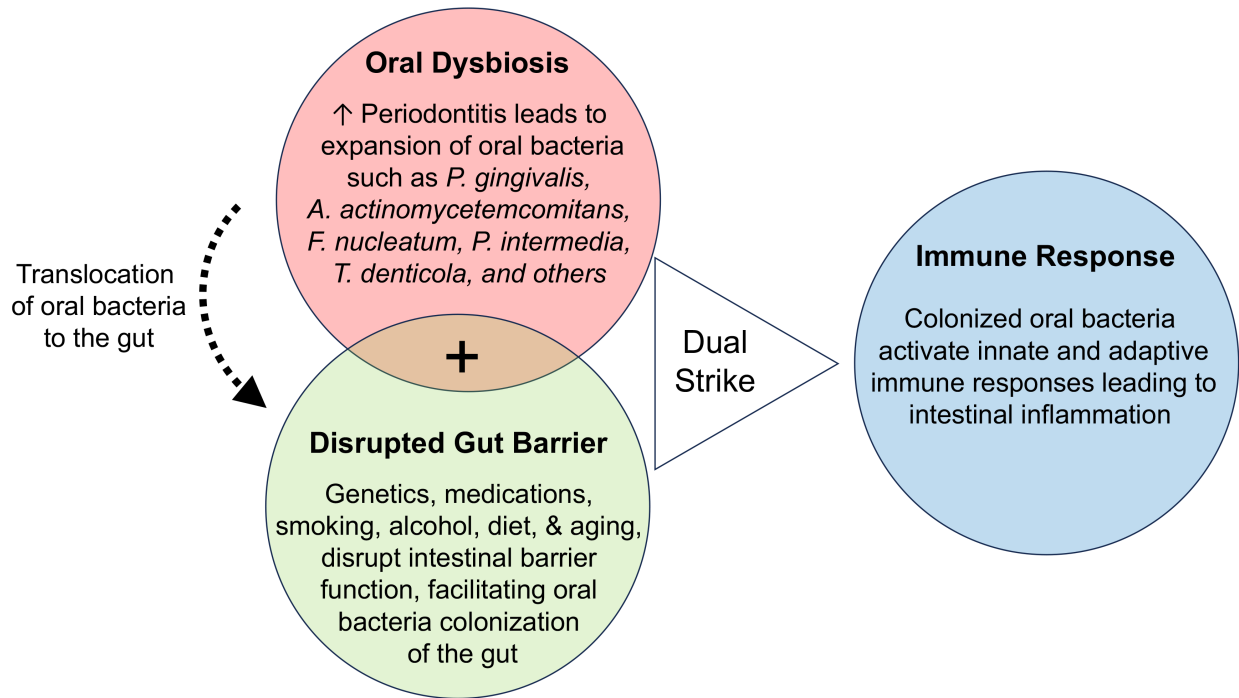 Oral Dysbiosis
↑ Periodontitis leads to
expansion of oral bacteria
such as P. gingivalis,
A. actinomycetemcomitans,
F. nucleatum, P. intermedia,
T. denticola, and others
Translocation
of oral bacteria
to the gut
+
Disrupted Gut Barrier
Genetics, medications,
smoking, alcohol, diet, & aging,
disrupt intestinal barrier
function, facilitating oral
bacteria colonization
of the gut
Dual
Strike
Immune Response
Colonized oral bacteria
activate innate and adaptive
immune responses leading to
intestinal inflammation